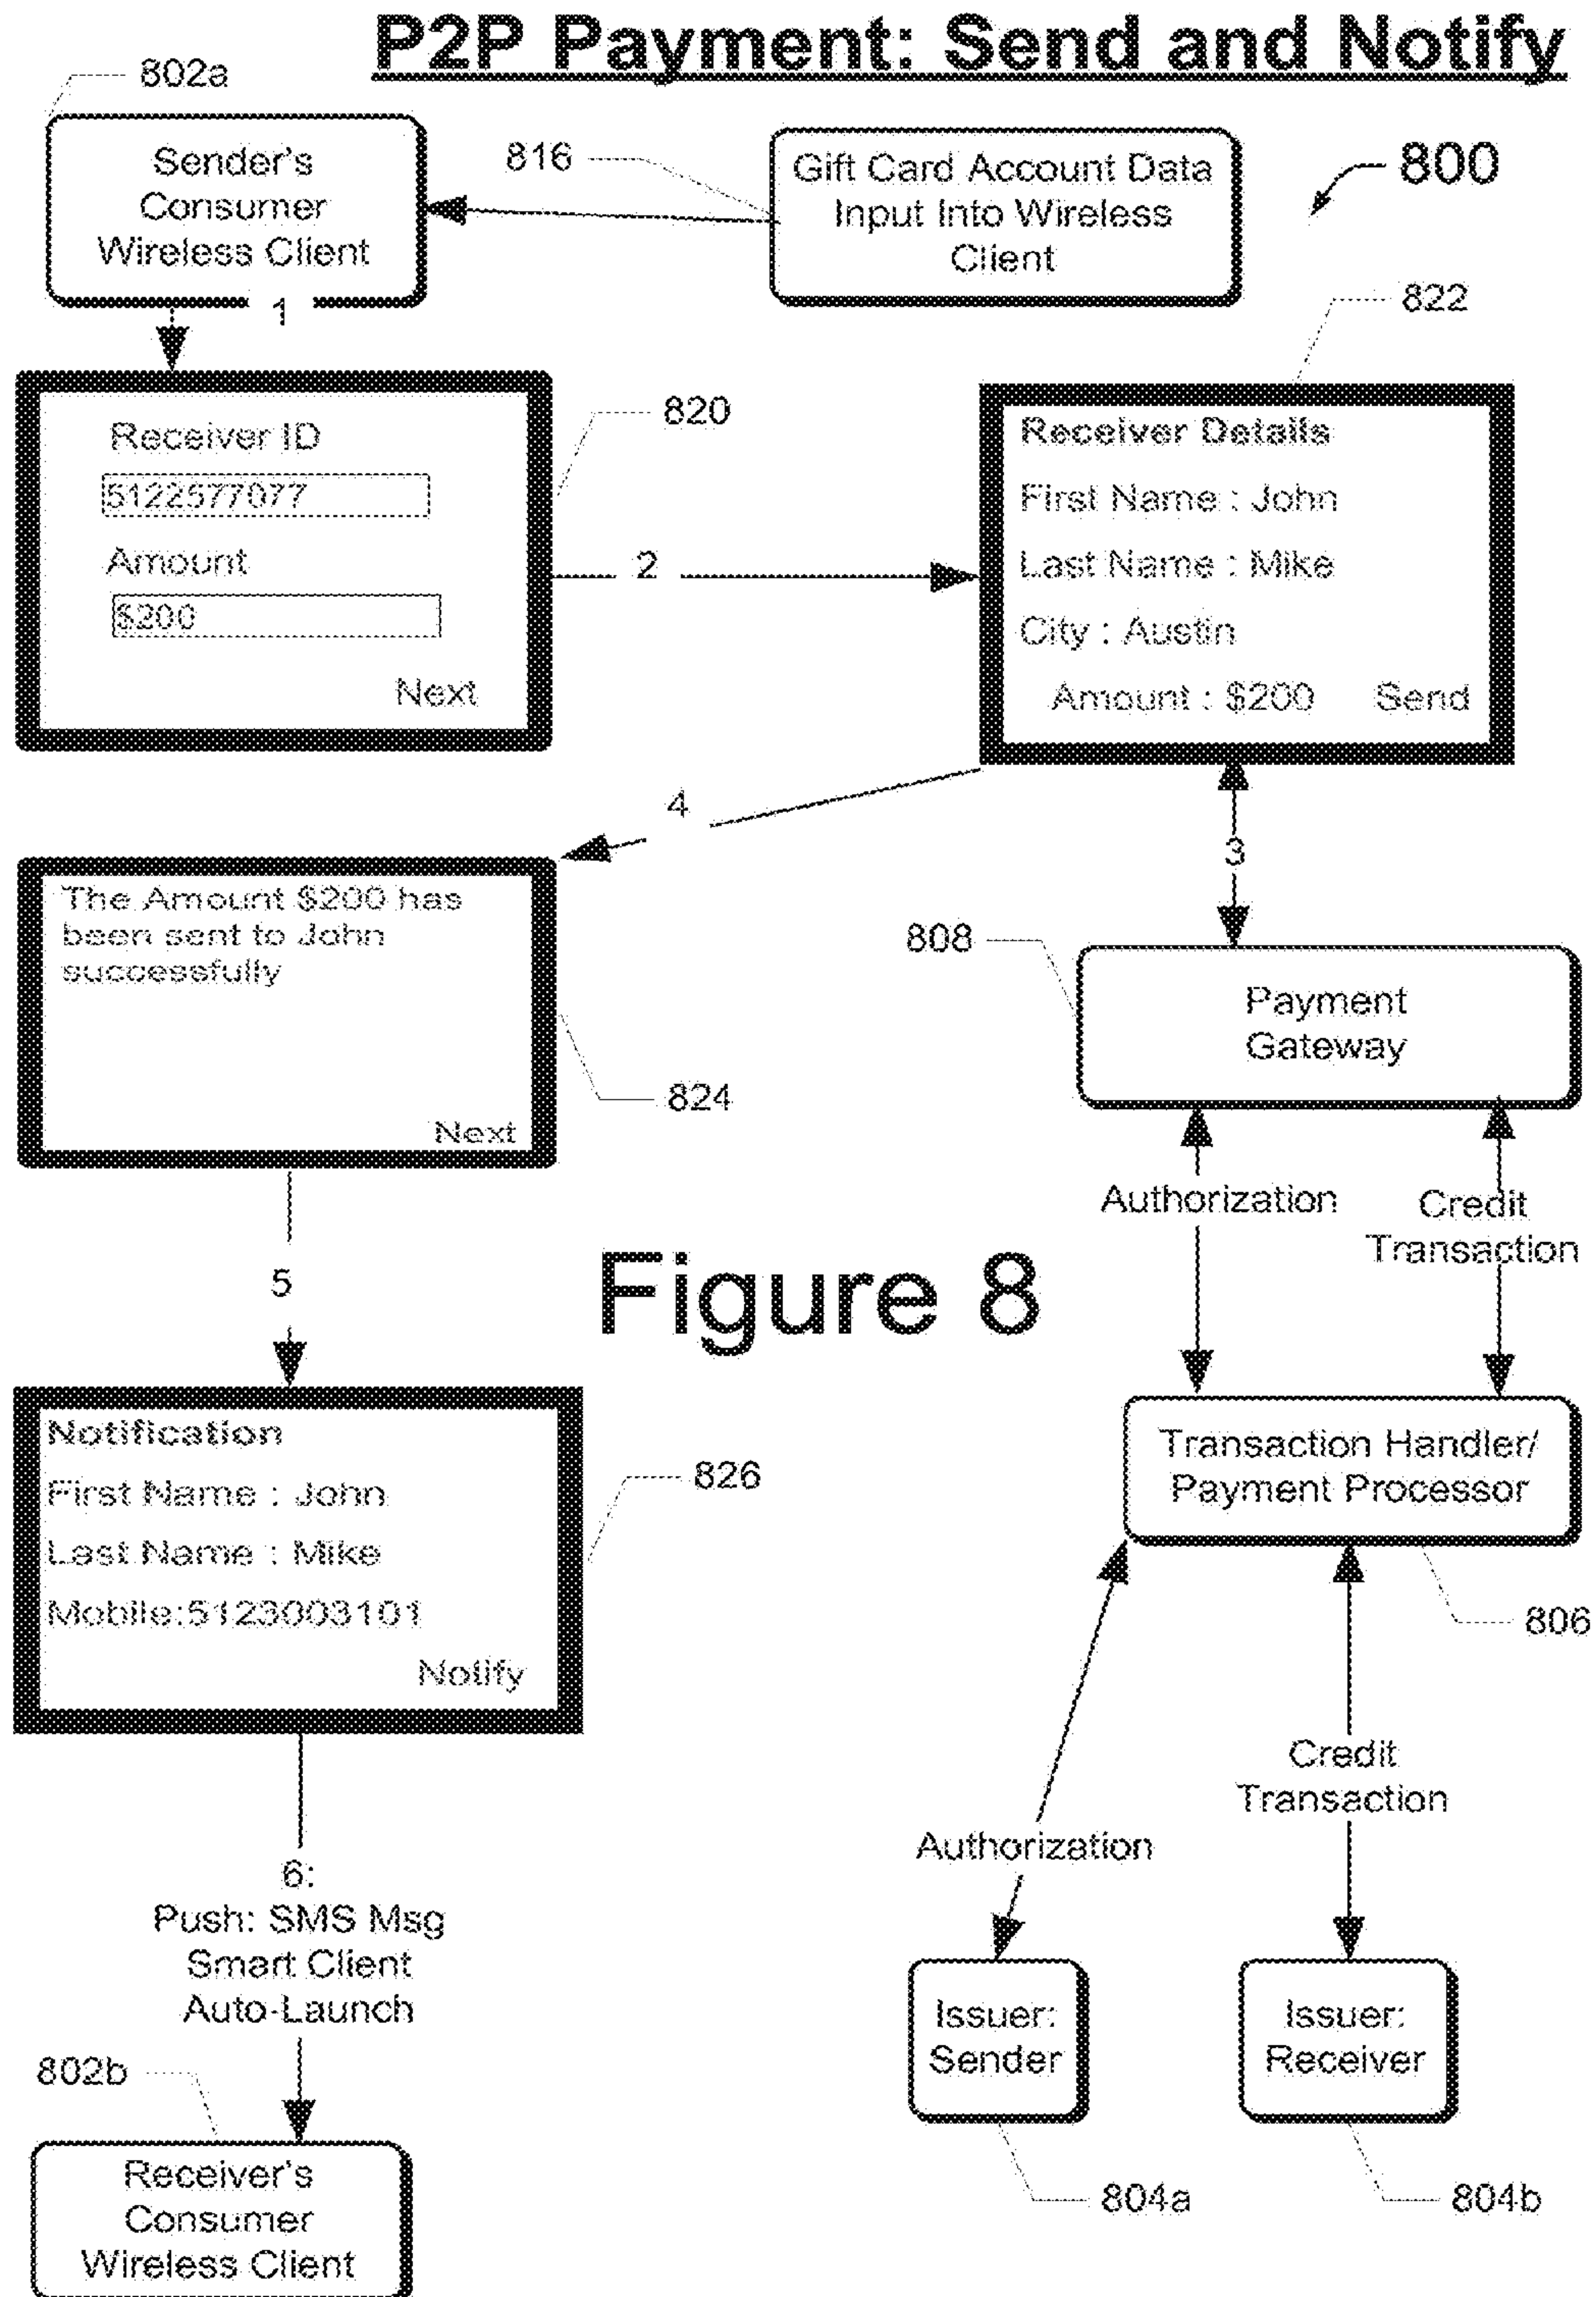 P2P Payment: Send and Notify
802a
Sender's
Consumer
Wireless Client
816
Gift Card Account Data
Input Into Wireless
Client
800
1
822
Receiver ID
5122577077
Amount
$200
Next
820
2
Receiver Details
First Name : John
Last Name : Mike
City : Austin
Amount : $200 Send
4
3
The Amount $200 has
been sent to John
successfully
Next
824
808
Payment
Gateway
Authorization
Credit
Transaction
5
Figure 8
Notification
First Name : John
Last Name : Mike
Mobile:5123003101
Notify
826
Transaction Handler/
Payment Processor
806
6:
Push: SMS Msg
Smart Client
Auto-Launch
Authorization
Credit
Transaction
802b
Receiver's
Consumer
Wireless Client
Issuer:
Sender
Issuer:
Receiver
804a
804b